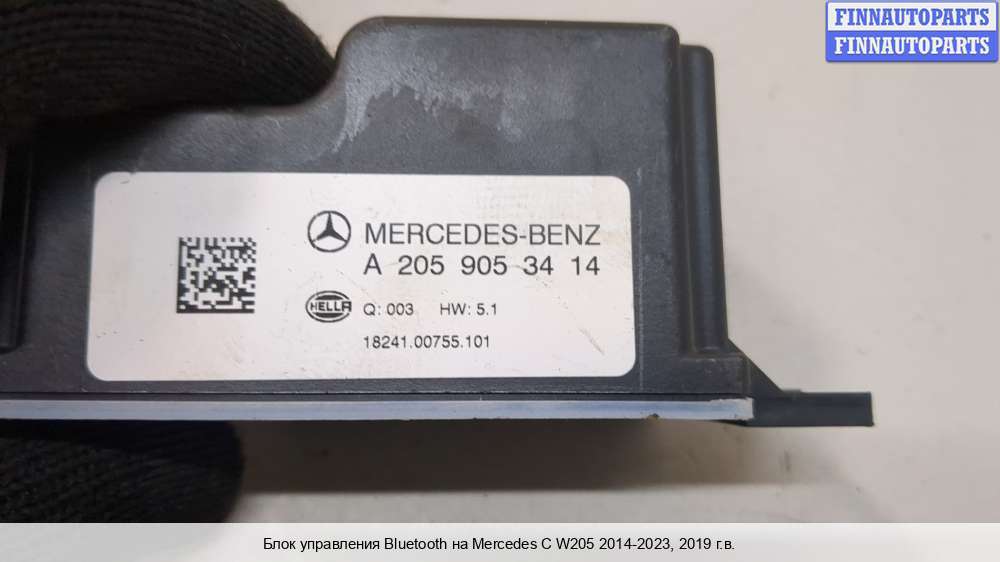 FINNAUTOPARTS
FINNAUTOPARTS
MERCEDES-BENZ
A 205 905 34 14
HELLA
Q: 003 HW: 5.1
18241.00755.101
Блок управления Bluetooth на Mercedes C W205 2014-2023, 2019 г.в.